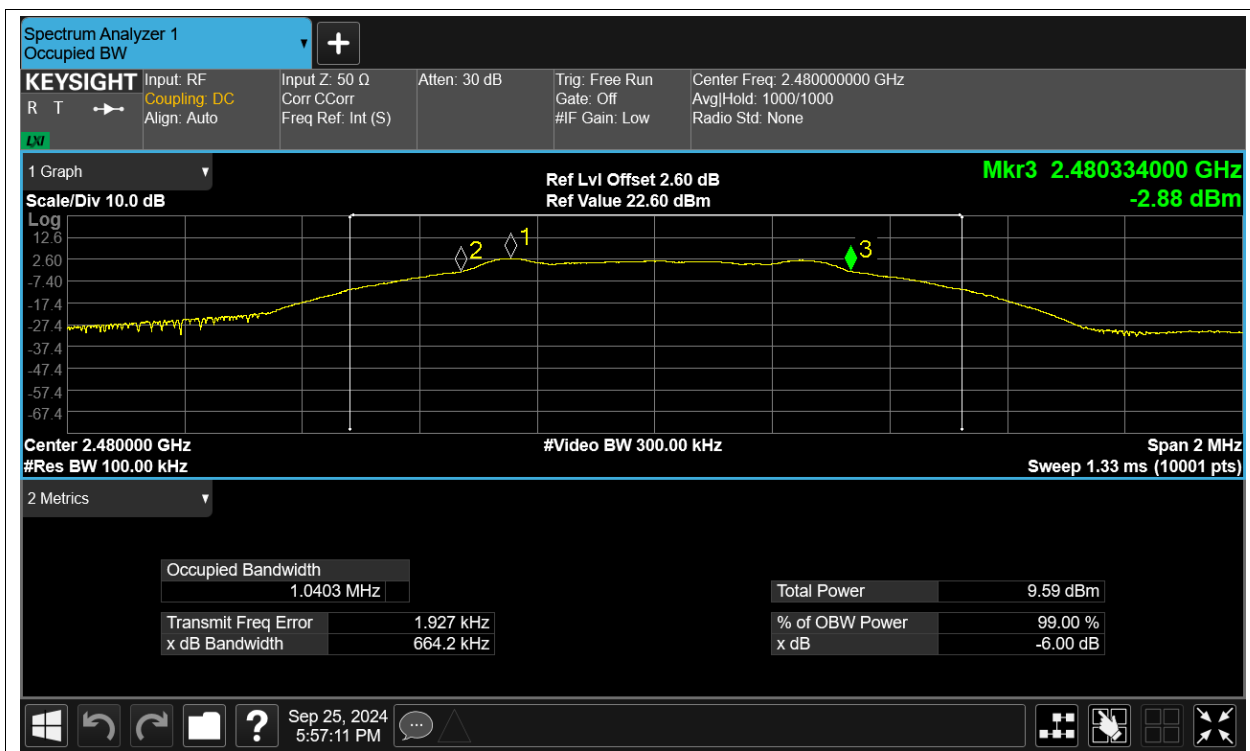 Spectrum Analyzer 1
Occupied BW
KEYSIGHT
R T
LXI
Input: RF
Coupling: DC
Align: Auto
Input Z: 50 Ω
Corr CCorr
Freq Ref: Int (S)
Atten: 30 dB
Trig: Free Run
Gate: Off
#IF Gain: Low
Center Freq: 2.480000000 GHz
Avg|Hold: 1000/1000
Radio Std: None
1 Graph
Scale/Div 10.0 dB
Ref Lvl Offset 2.60 dB
Ref Value 22.60 dBm
Mkr3 2.480334000 GHz
-2.88 dBm
Log
12.6
2.60
-7.40
-17.4
-27.4
-37.4
-47.4
-57.4
-67.4
2
1
3
Center 2.480000 GHz
#Res BW 100.00 kHz
#Video BW 300.00 kHz
Span 2 MHz
Sweep 1.33 ms (10001 pts)
2 Metrics
Occupied Bandwidth
1.0403 MHz
Transmit Freq Error 1.927 kHz
x dB Bandwidth 664.2 kHz
Total Power 9.59 dBm
% of OBW Power 99.00 %
x dB -6.00 dB
?
Sep 25, 2024
5:57:11 PM